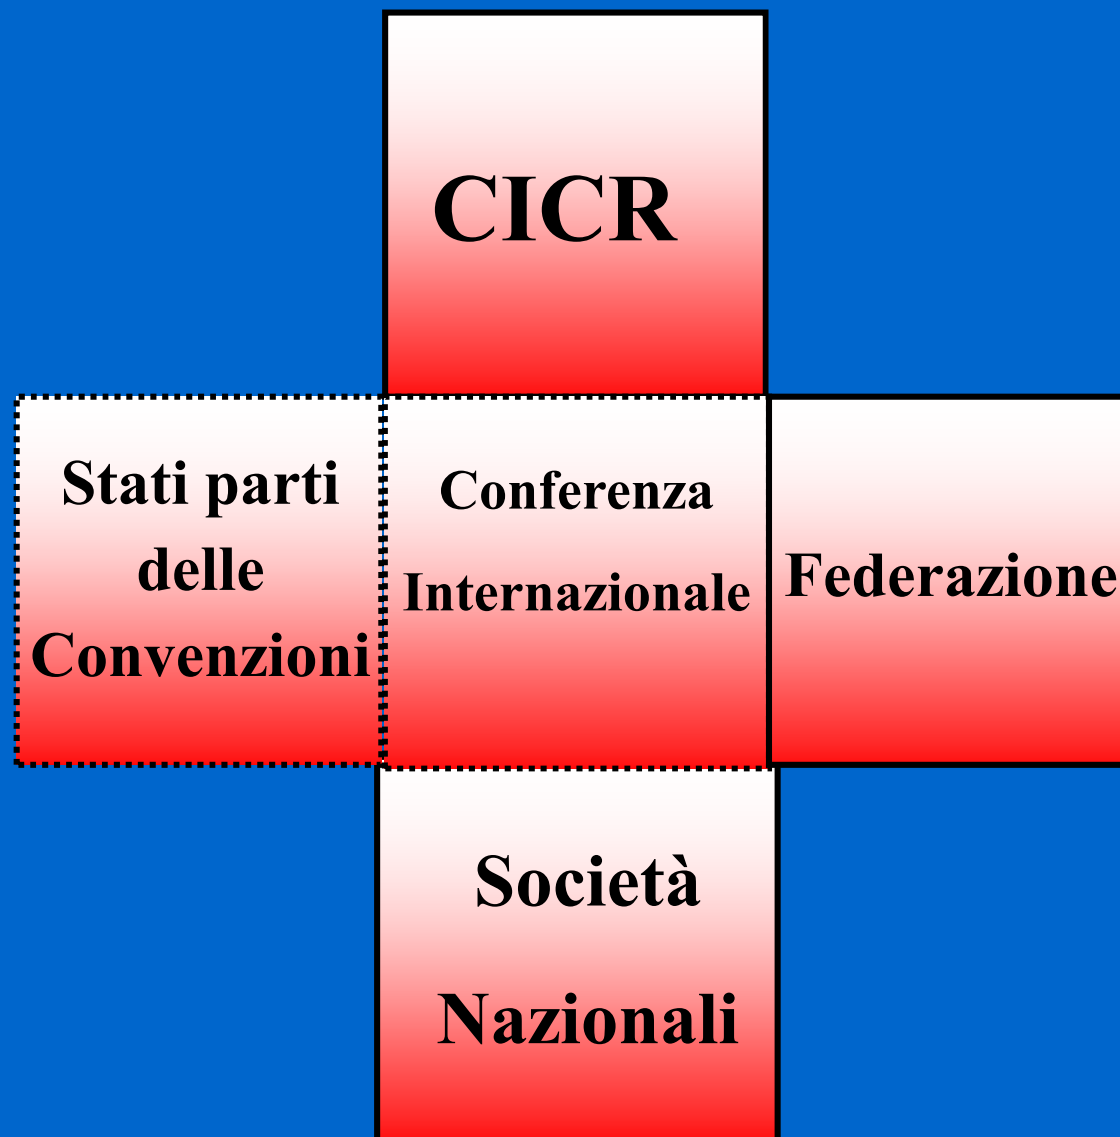 CICR
Stati parti
delle
Convenzioni
Conferenza
Internazionale
Federazione
Società
Nazionali